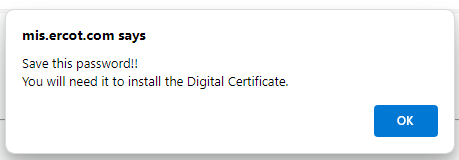 mis.ercot.com says
Save this password!!
You will need it to install the Digital Certificate.
OK